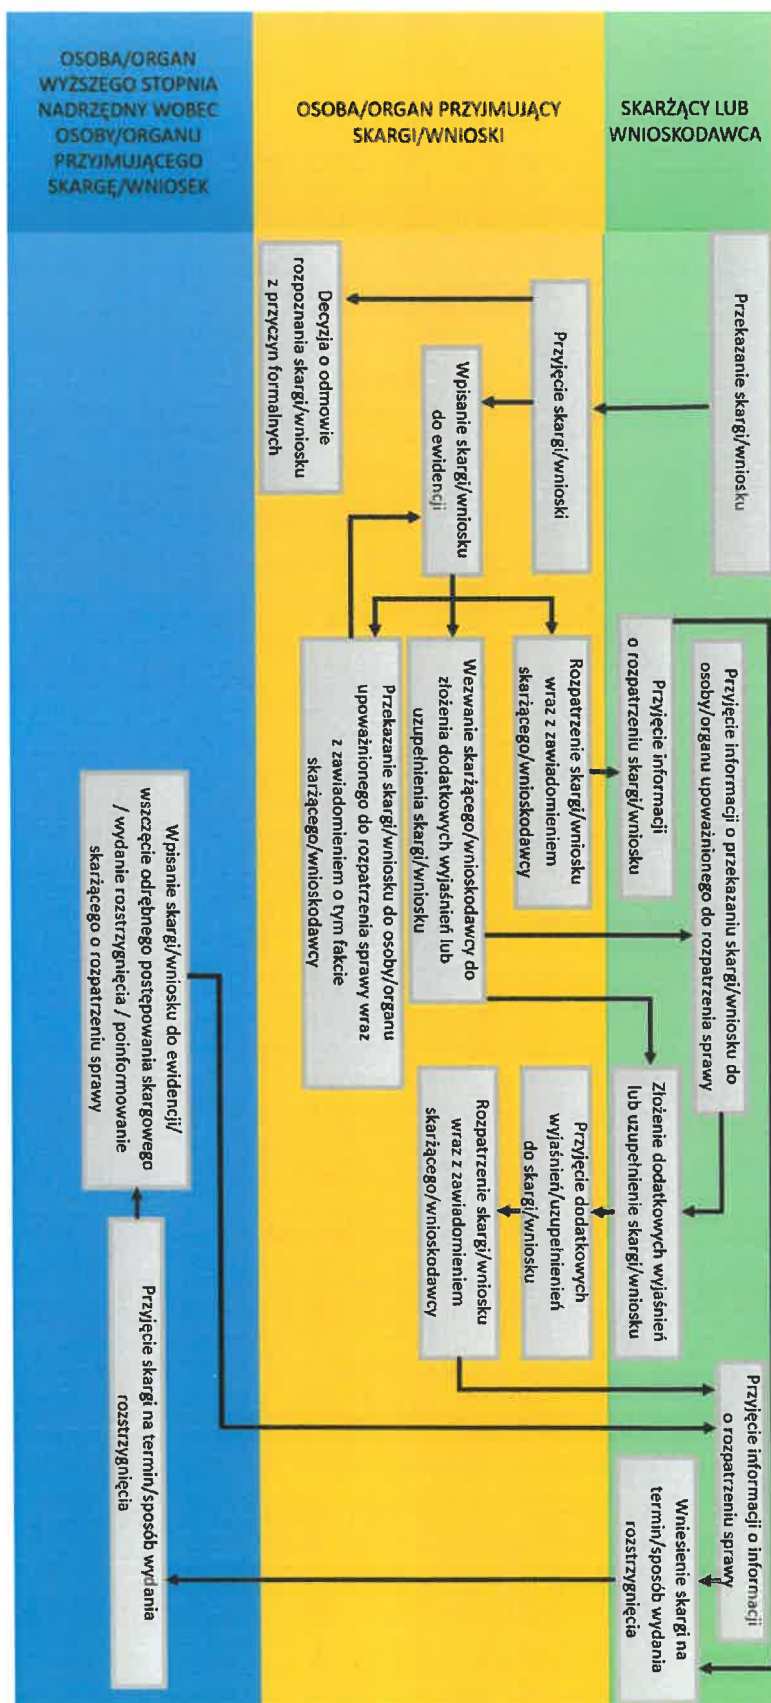 OSOBA/ORGAN
WYŻSZEGO STOPNIA
NADRZĘDNY WOBEC
OSOBY/ORGANU
PRZYJMUJĄCEGO
SKARGĘ/WNIOSEK
OSOBA/ORGAN PRZYJMUJĄCY
SKARGI/WNIOSKI
SKARŻĄCY LUB
WNIOSKODAWCA
Przekazanie skargi/wniosku
Przyjęcie skargi/wnioski
Decyzja o odmowie
rozpoznania skargi/wniosku
z przyczyn formalnych
Wpisanie skargi/wniosku
do ewidencji
Rozpatrzenie skargi/wniosku
wraz z zawiadomieniem
skarżącego/wnioskodawcy
Wezwanie skarżącego/wnioskodawcy do
złożenia dodatkowych wyjaśnień lub
uzupełnienia skargi/wniosku
Przekazanie skargi/wniosku do osoby/organu
upoważnionego do rozpatrzenia sprawy wraz
z zawiadomieniem o tym fakcie
skarżącego/wnioskodawcy
Przyjęcie informacji
o rozpatrzeniu skargi/wniosku
Przyjęcie informacji o przekazaniu skargi/wniosku do
osoby/organu upoważnionego do rozpatrzenia sprawy
Złożenie dodatkowych wyjaśnień
lub uzupełnienie skargi/wniosku
Przyjęcie dodatkowych
wyjaśnień/uzupełnienień
do skargi/wniosku
Rozpatrzenie skargi/wniosku
wraz z zawiadomieniem
skarżącego/wnioskodawcy
Przyjęcie informacji o informacji
o rozpatrzeniu sprawy
Wniesienie skargi na
termin/sposób wydania
rozstrzygnięcia
Przyjęcie skargi na termin/sposób wydania
rozstrzygnięcia
Wpisanie skargi/wniosku do ewidencji/
wszczęcie odrębnego postępowania skargowego
/ wydanie rozstrzygnięcia / poinformowanie
skarżącego o rozpatrzeniu sprawy